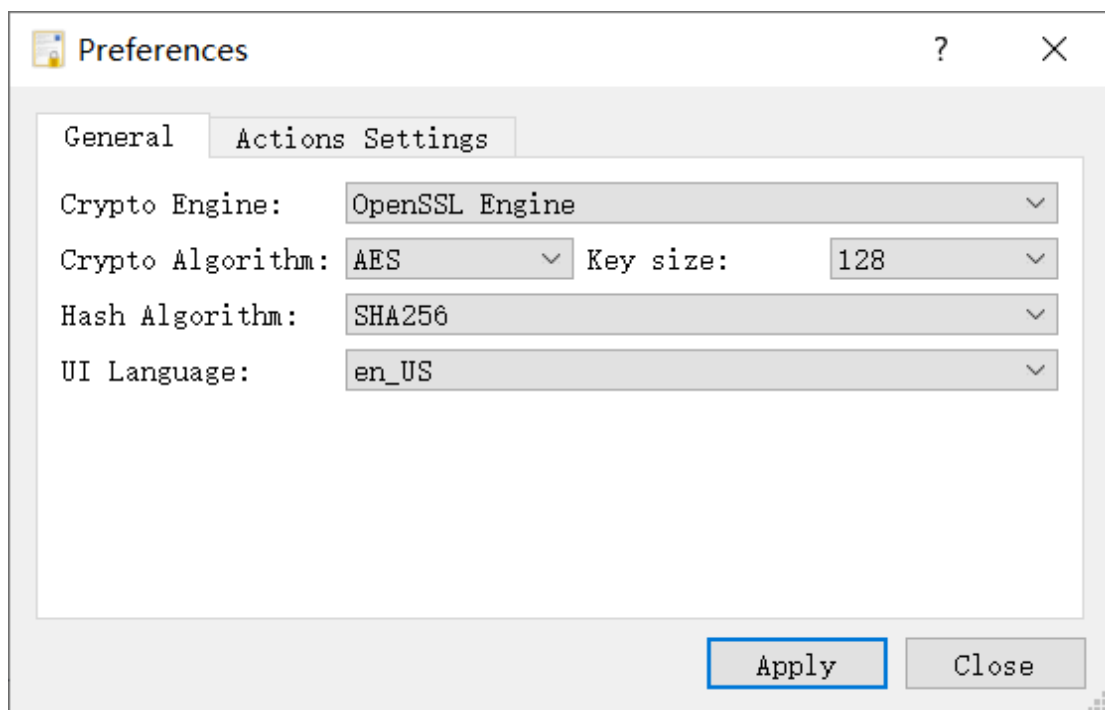 Preferences
General Actions Settings
Crypto Engine: OpenSSL Engine
Crypto Algorithm: AES Key size: 128
Hash Algorithm: SHA256
UI Language: en_US
Apply Close